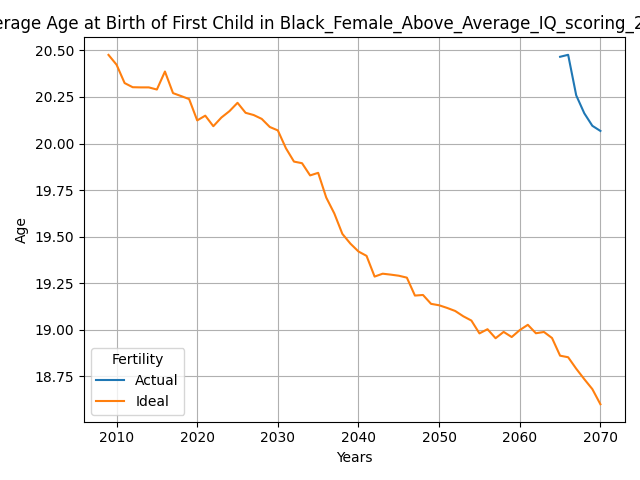 erage Age at Birth of First Child in Black_Female_Above_Average_IQ_scoring_2
20.50
20.25
20.00
19.75
19.50
19.25
19.00
18.75
Age
Fertility
Actual
Ideal
2010 2020 2030 2040 2050 2060 2070
Years